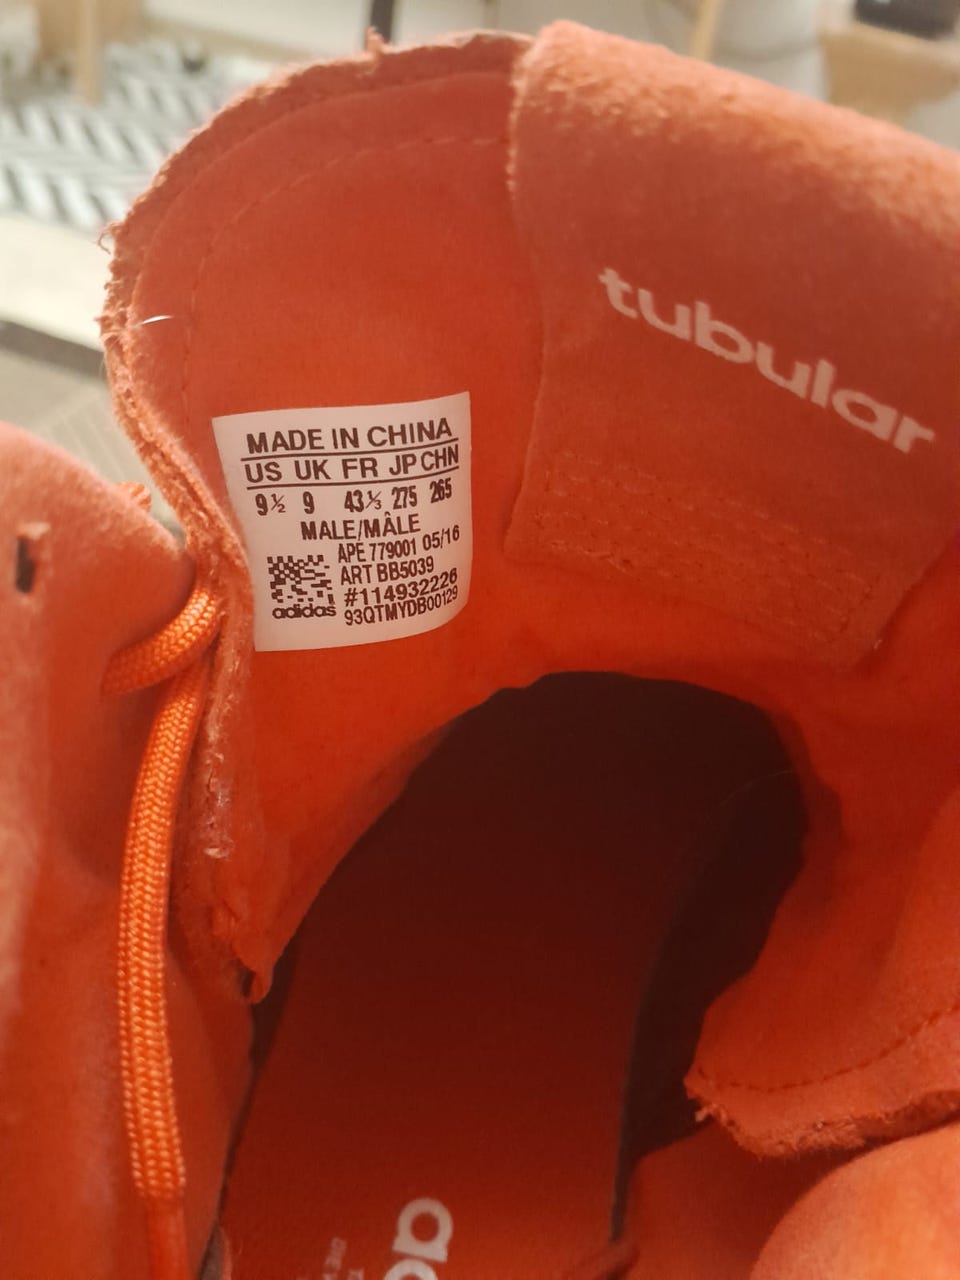 tubular
MADE IN CHINA
US UK FR JP CHN
9½ 9 43⅓ 275 265
MALE/MÂLE
APE 779001 05/16
ART BB5039
#114932226
93QTMYDB00129
adidas
ad